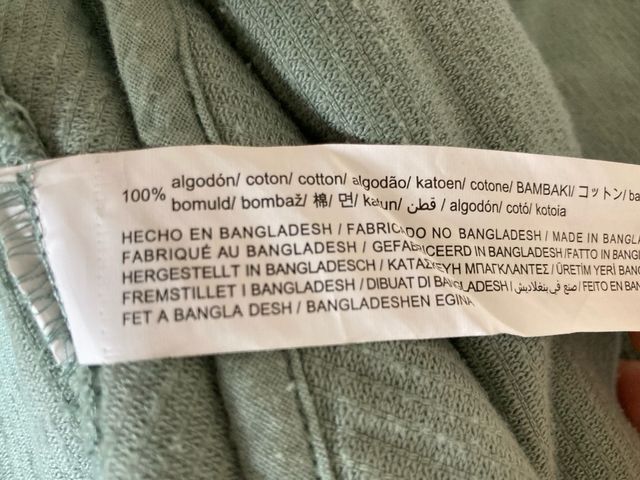 100% algodón/ coton/ cotton/ algodão/ katoen/ cotone/ BAMBAKI/ コットン/ ba
bomuld/ bombaž/ 棉/ 면/ katun/ قطن / algodón/ cotó/ kotoia
HECHO EN BANGLADESH / FABRICADO NO BANGLADESH / MADE IN BANGLA
FABRIQUÉ AU BANGLADESH / GEFABRICEERD IN BANGLADESH /FATTO IN BANG
HERGESTELLT IN BANGLADESCH / ΚΑΤΑΣΚΕΥΗ ΜΠΑΓΚΛΑΝΤΕΣ / ÜRETİM YERİ BANG
FREMSTILLET I BANGLADESH / DIBUAT DI BANGLADESH / صنع في بنغلاديش / FEITO EN BAN
FET A BANGLA DESH / BANGLADESHEN EGINA